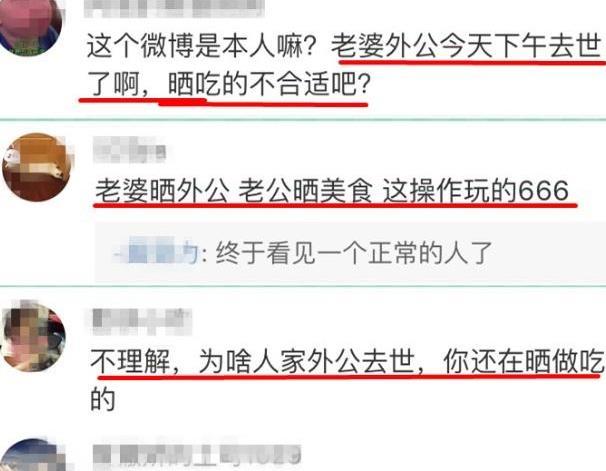 这个微博是本人嘛？老婆外公今天下午去世
了啊，晒吃的不合适吧？
老婆晒外公 老公晒美食 这操作玩的666
: 终于看见一个正常的人了
不理解，为啥人家外公去世，你还在晒做吃
的